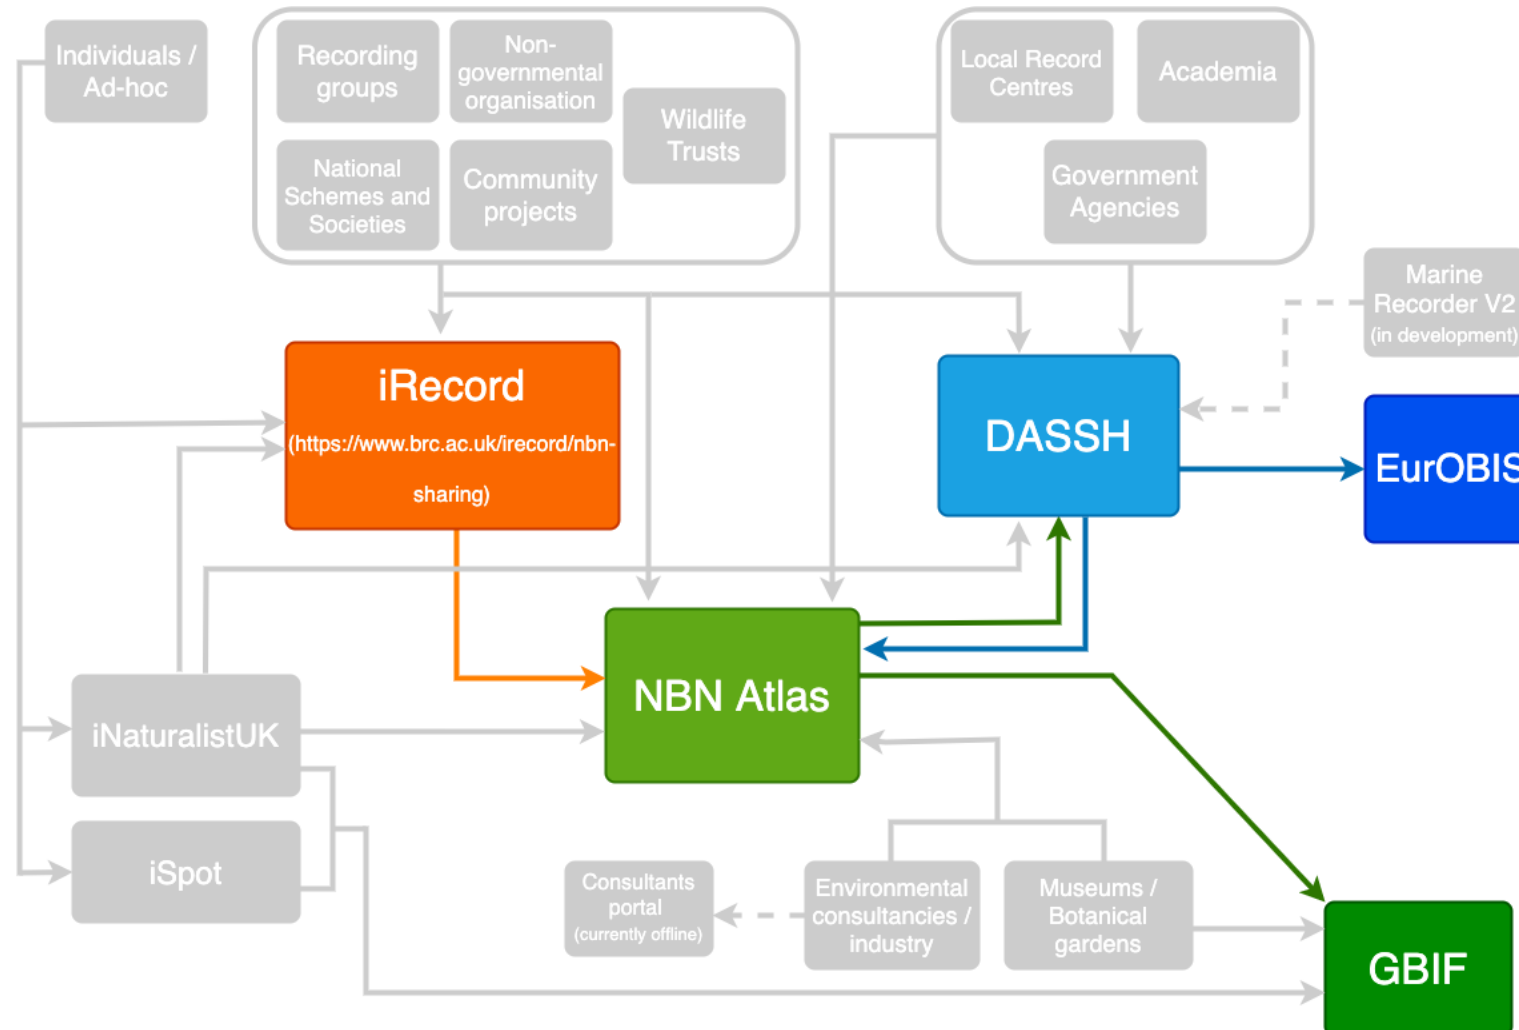 Individuals /
Ad-hoc
Recording
groups
Non-
governmental
organisation
Wildlife
Trusts
National
Schemes and
Societies
Community
projects
Local Record
Centres
Academia
Government
Agencies
Marine
Recorder V2
(in development)
iRecord
(https://www.brc.ac.uk/irecord/nbn-
sharing)
DASSH
EurOBIS
NBN Atlas
iNaturalistUK
iSpot
Consultants
portal
(currently offline)
Environmental
consultancies /
industry
Museums /
Botanical
gardens
GBIF